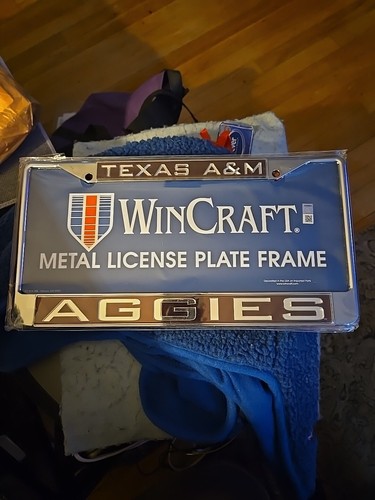 TEXAS A&M
WINCRAFT®
METAL LICENSE PLATE FRAME
AGGIES